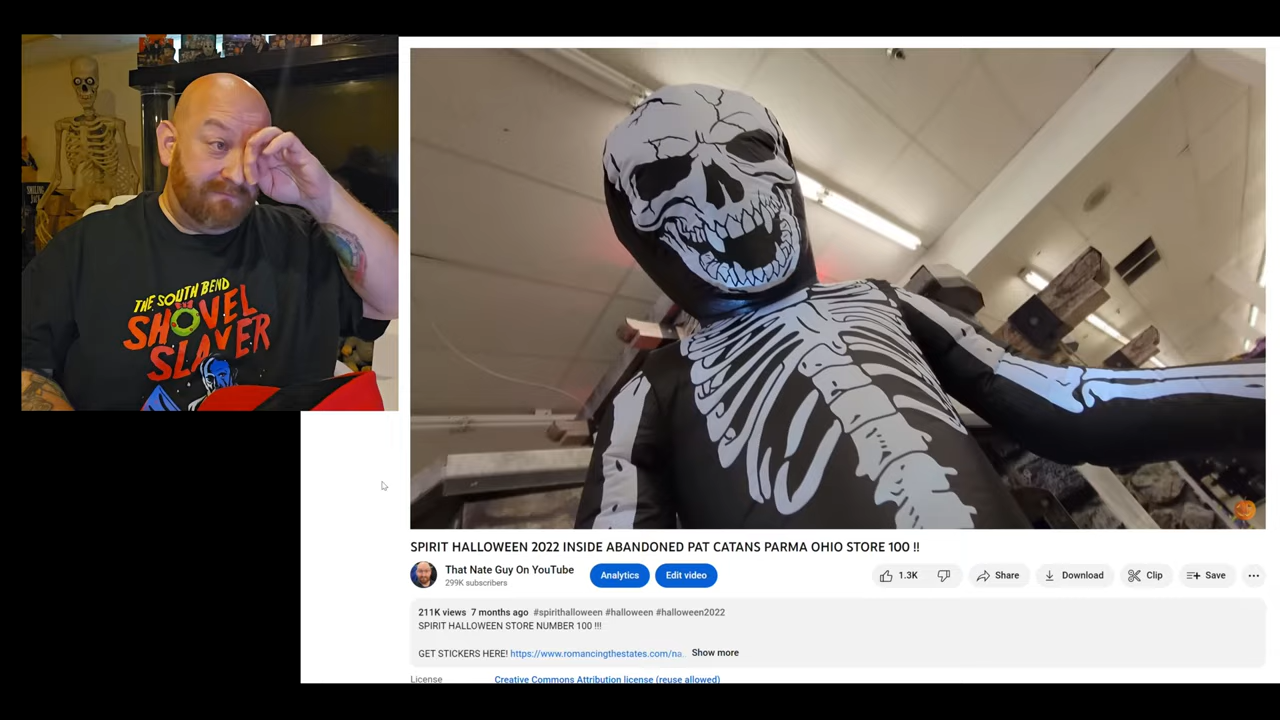 THE SOUTH BEND
SHOVEL
SLAYER
SPIRIT HALLOWEEN 2022 INSIDE ABANDONED PAT CATANS PARMA OHIO STORE 100 !!
That Nate Guy On YouTube
299K subscribers
Analytics
Edit video
1.3K
Share
Download
Clip
Save
211K views 7 months ago #spirithalloween #halloween #halloween2022
SPIRIT HALLOWEEN STORE NUMBER 100 !!!
GET STICKERS HERE! https://www.romancingthestates.com/na..
Show more
License
Creative Commons Attribution license (reuse allowed)